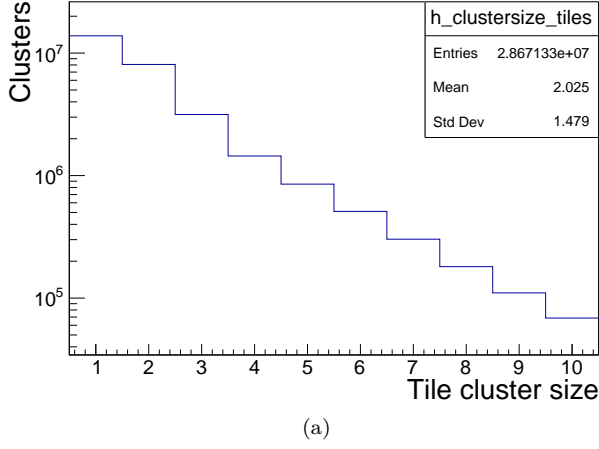 Clusters
10^7
10^6
10^5
h_clustersize_tiles
Entries 2.867133e+07
Mean 2.025
Std Dev 1.479
1 2 3 4 5 6 7 8 9 10
Tile cluster size
(a)